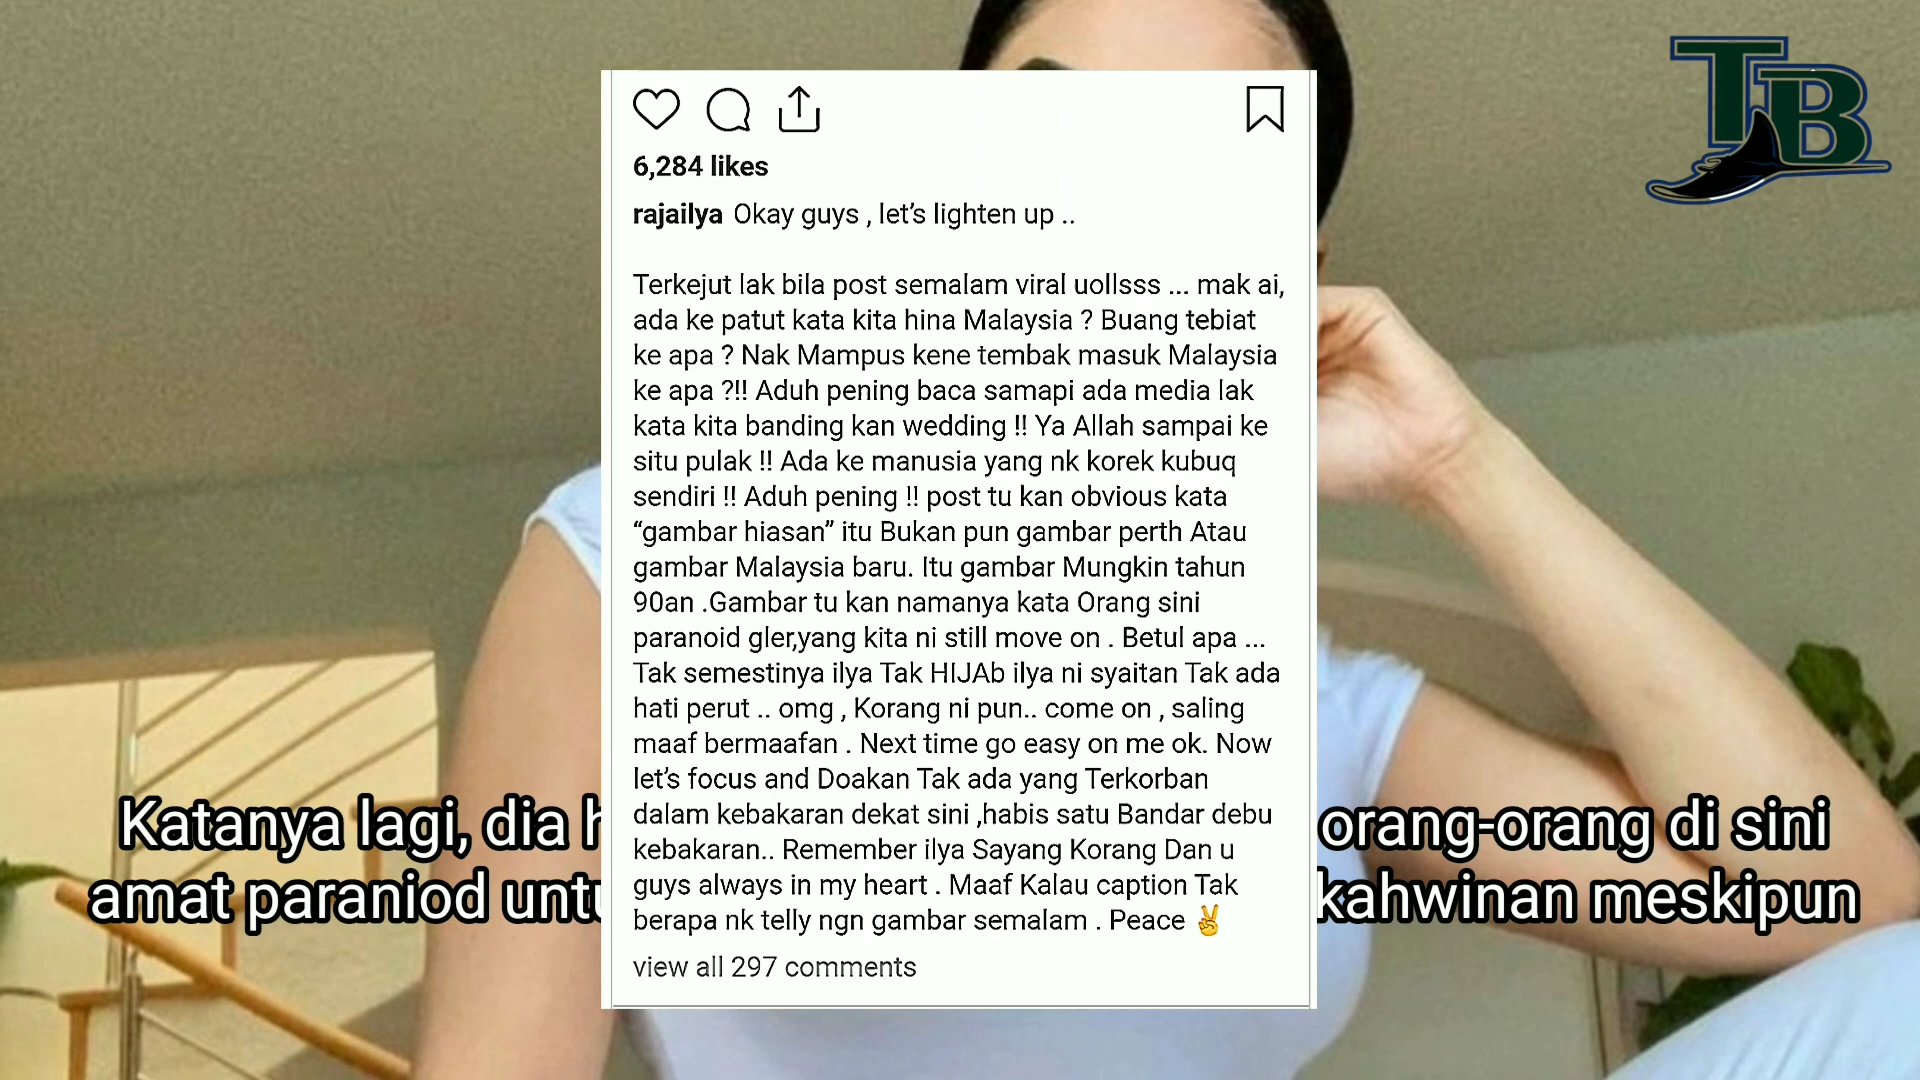 TB
6,284 likes
rajailya Okay guys , let’s lighten up ..
Terkejut lak bila post semalam viral uollsss ... mak ai,
ada ke patut kata kita hina Malaysia ? Buang tebiat
ke apa ? Nak Mampus kene tembak masuk Malaysia
ke apa ?!! Aduh pening baca samapi ada media lak
kata kita banding kan wedding !! Ya Allah sampai ke
situ pulak !! Ada ke manusia yang nk korek kubuq
sendiri !! Aduh pening !! post tu kan obvious kata
“gambar hiasan” itu Bukan pun gambar perth Atau
gambar Malaysia baru. Itu gambar Mungkin tahun
90an .Gambar tu kan namanya kata Orang sini
paranoid gler,yang kita ni still move on . Betul apa ...
Tak semestinya ilya Tak HIJAb ilya ni syaitan Tak ada
hati perut .. omg , Korang ni pun.. come on , saling
maaf bermaafan . Next time go easy on me ok. Now
let’s focus and Doakan Tak ada yang Terkorban
dalam kebakaran dekat sini ,habis satu Bandar debu
kebakaran.. Remember ilya Sayang Korang Dan u
guys always in my heart . Maaf Kalau caption Tak
berapa nk telly ngn gambar semalam . Peace ✌️
view all 297 comments
Katanya lagi, dia orang-orang di sini
amat paraniod kahwinan meskipun